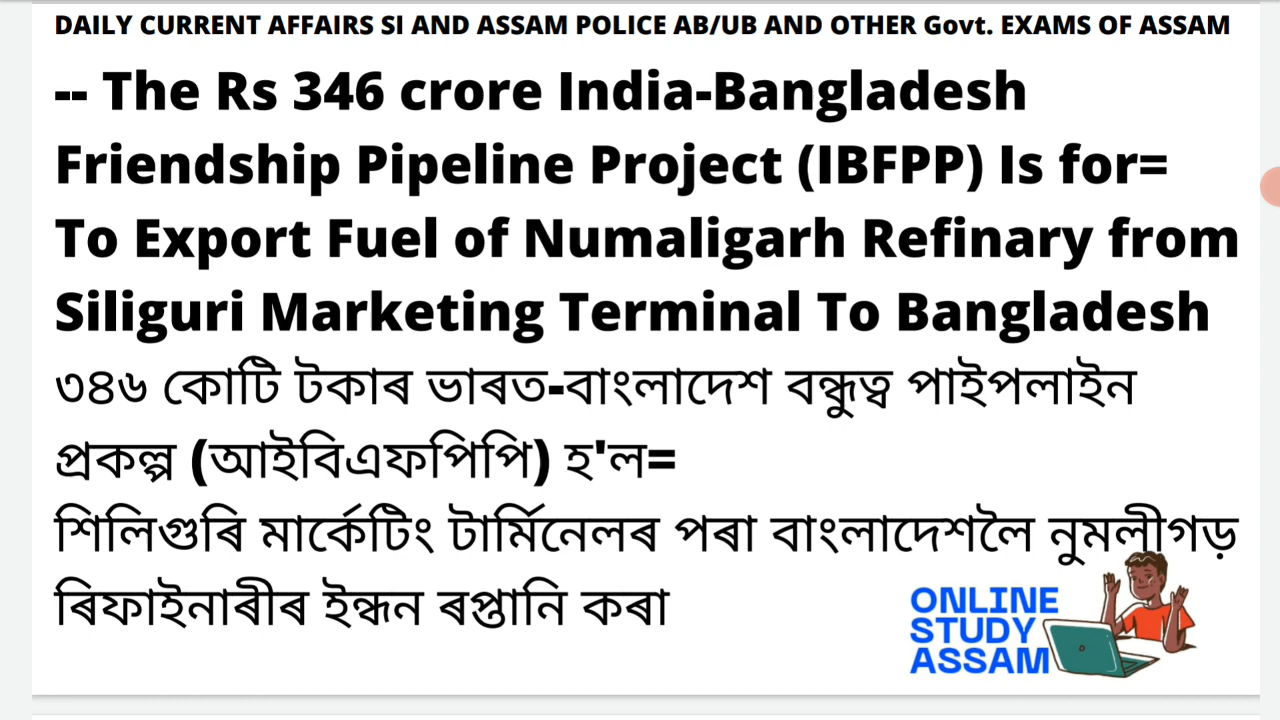 DAILY CURRENT AFFAIRS SI AND ASSAM POLICE AB/UB AND OTHER Govt. EXAMS OF ASSAM
-- The Rs 346 crore India-Bangladesh
Friendship Pipeline Project (IBFPP) Is for=
To Export Fuel of Numaligarh Refinary from
Siliguri Marketing Terminal To Bangladesh
৩৪৬ কোটি টকাৰ ভাৰত-বাংলাদেশ বন্ধুত্ব পাইপলাইন
প্ৰকল্প (আইবিএফপিপি) হ'ল=
শিলিগুৰি মাৰ্কেটিং টাৰ্মিনেলৰ পৰা বাংলাদেশলৈ নুমলীগড়
ৰিফাইনাৰীৰ ইন্ধন ৰপ্তানি কৰা
ONLINE
STUDY
ASSAM